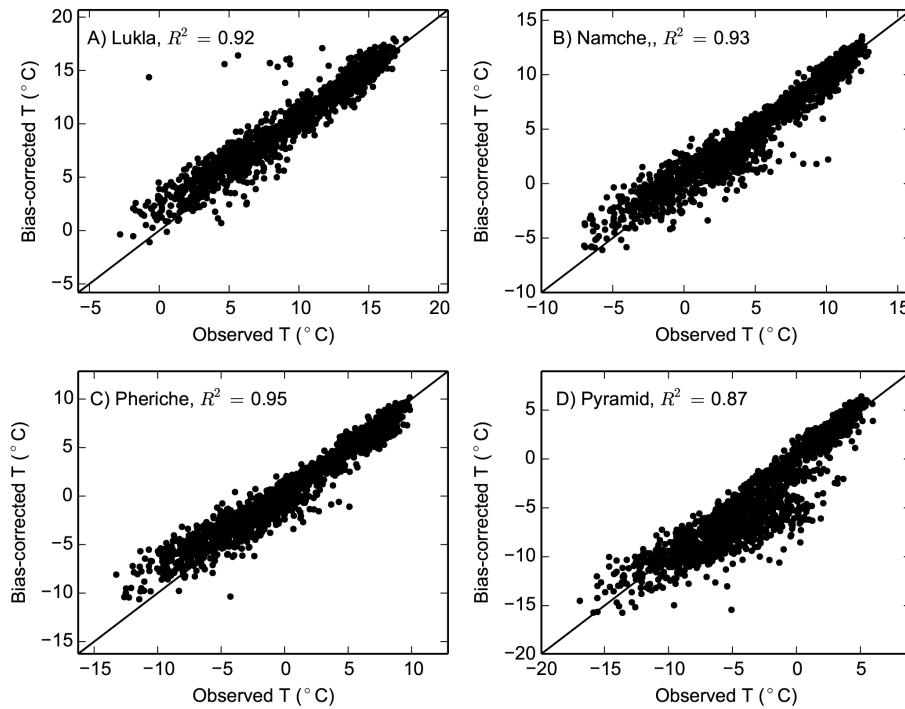 A) Lukla, R² = 0.92
20
15
10
5
0
−5
Bias-corrected T (°C)
−5 0 5 10 15 20
Observed T (°C)
B) Namche,, R² = 0.93
15
10
5
0
−5
−10
Bias-corrected T (°C)
−10 −5 0 5 10 15
Observed T (°C)
C) Pheriche, R² = 0.95
10
5
0
−5
−10
−15
Bias-corrected T (°C)
−15 −10 −5 0 5 10
Observed T (°C)
D) Pyramid, R² = 0.87
5
0
−5
−10
−15
−20
Bias-corrected T (°C)
−20 −15 −10 −5 0 5
Observed T (°C)